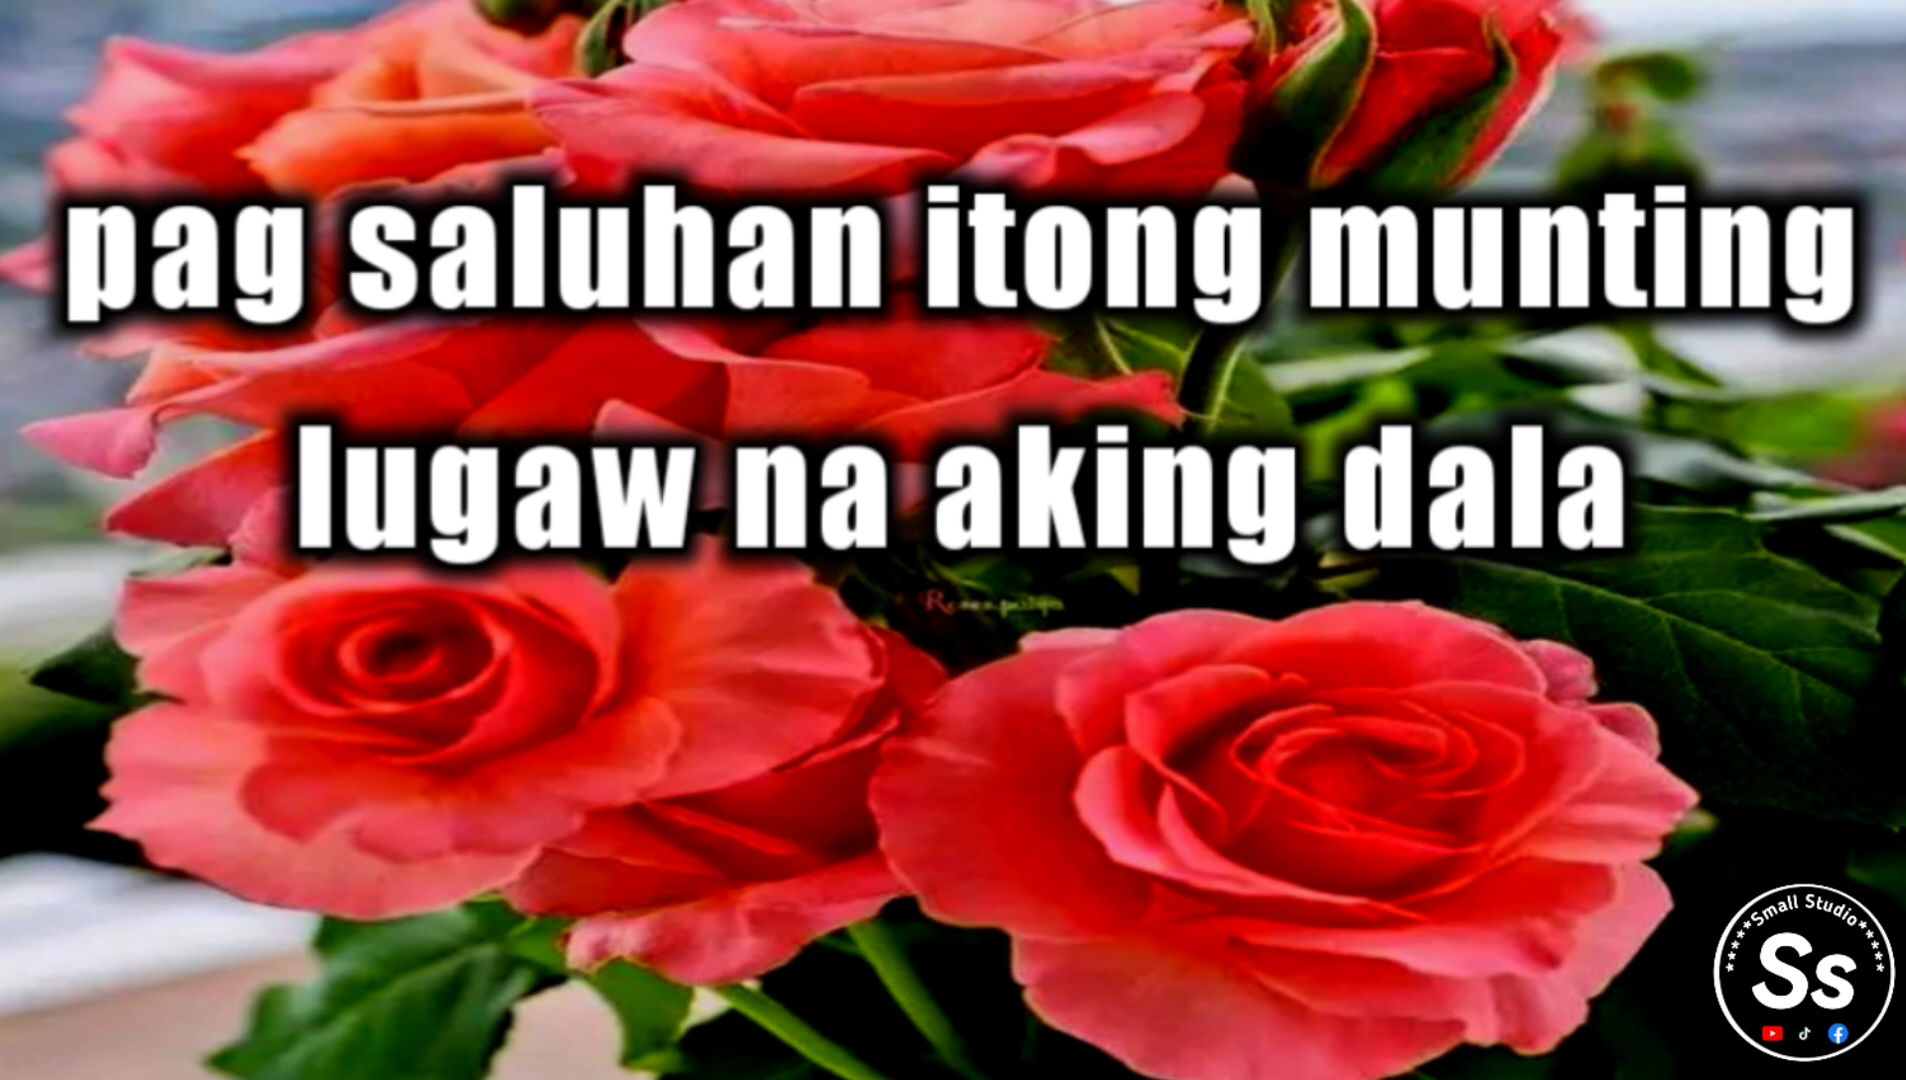 pag saluhan itong munting
lugaw na aking dala
*****Small Studio*****
Ss